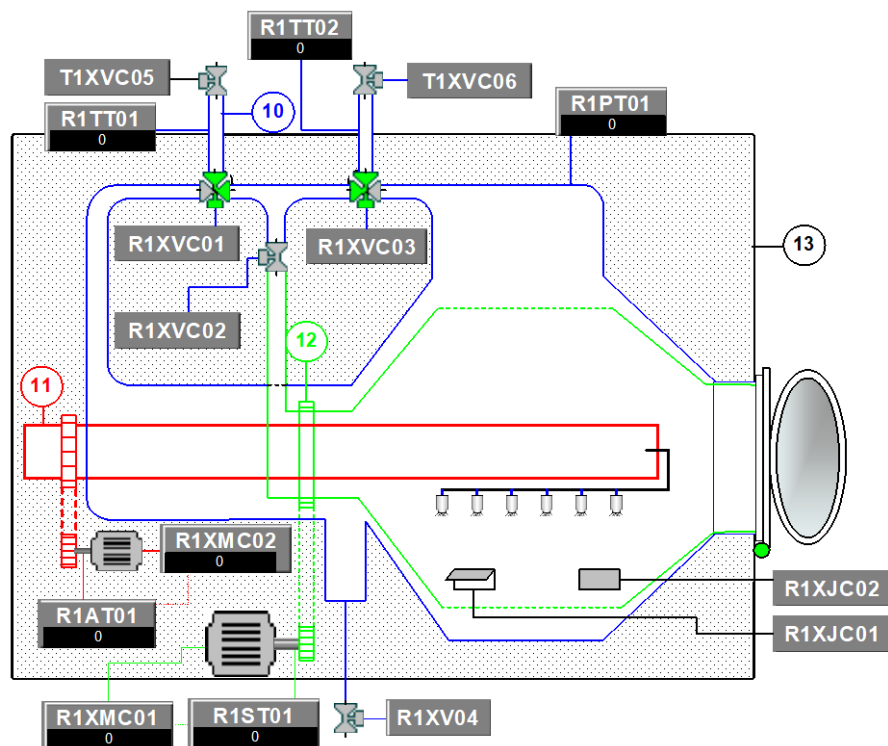 R1TT02
0
T1XVC05
T1XVC06
R1PT01
0
R1TT01
0
10
R1XVC01
R1XVC03
13
R1XVC02
12
11
R1XMC02
0
R1XJC02
R1AT01
0
R1XJC01
R1XMC01
0
R1ST01
0
R1XV04